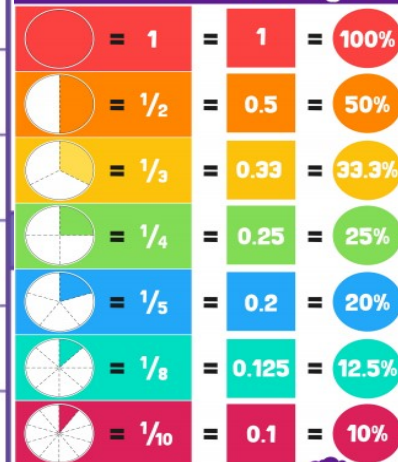 = 1 = 1 = 100%
= 1/2 = 0.5 = 50%
= 1/3 = 0.33 = 33.3%
= 1/4 = 0.25 = 25%
= 1/5 = 0.2 = 20%
= 1/8 = 0.125 = 12.5%
= 1/10 = 0.1 = 10%